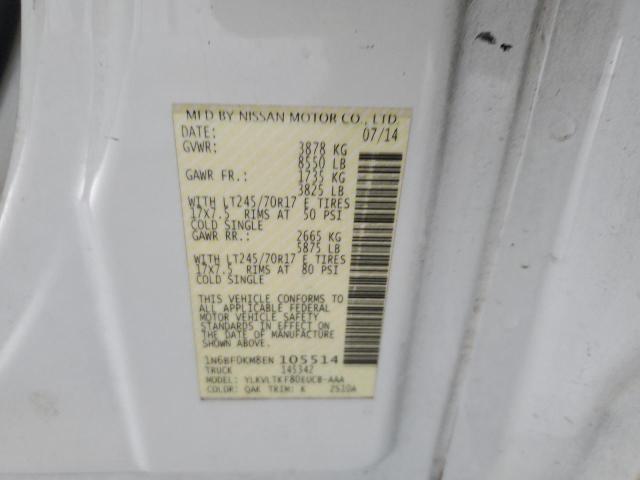 MFD BY NISSAN MOTOR CO., LTD.
DATE: 07/14
GVWR: 3878 KG
8550 LB
GAWR FR.: 1735 KG
3825 LB
WITH LT245/70R17 E TIRES
17X7.5 RIMS AT 50 PSI
COLD SINGLE
GAWR RR.: 2665 KG
5875 LB
WITH LT245/70R17 E TIRES
17X7.5 RIMS AT 80 PSI
COLD SINGLE
THIS VEHICLE CONFORMS TO
ALL APPLICABLE FEDERAL
MOTOR VEHICLE SAFETY
STANDARDS IN EFFECT ON
THE DATE OF MANUFACTURE
SHOWN ABOVE.
1N6BF0KM8EN 105514
TRUCK 145342
MODEL: YLKVLTKF80EUCB-AAA
COLOR: QAK TRIM: K 2510A